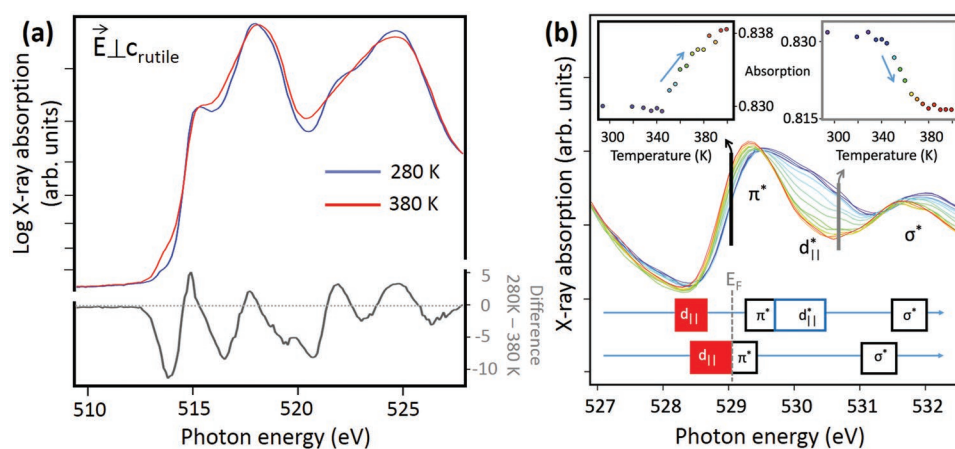 (a)
E⊥c_rutile
Log X-ray absorption
(arb. units)
280 K
380 K
5
0
-5
-10
Difference
280K – 380 K
510 515 520 525
Photon energy (eV)
(b)
0.838
0.830
300 340 380
Temperature (K)
Absorption
0.830
0.815
300 340 380
Temperature (K)
X-ray absorption (arb. units)
π*
d||*
σ*
E_F
d|| π* d||* σ*
d|| π* σ*
527 528 529 530 531 532
Photon energy (eV)